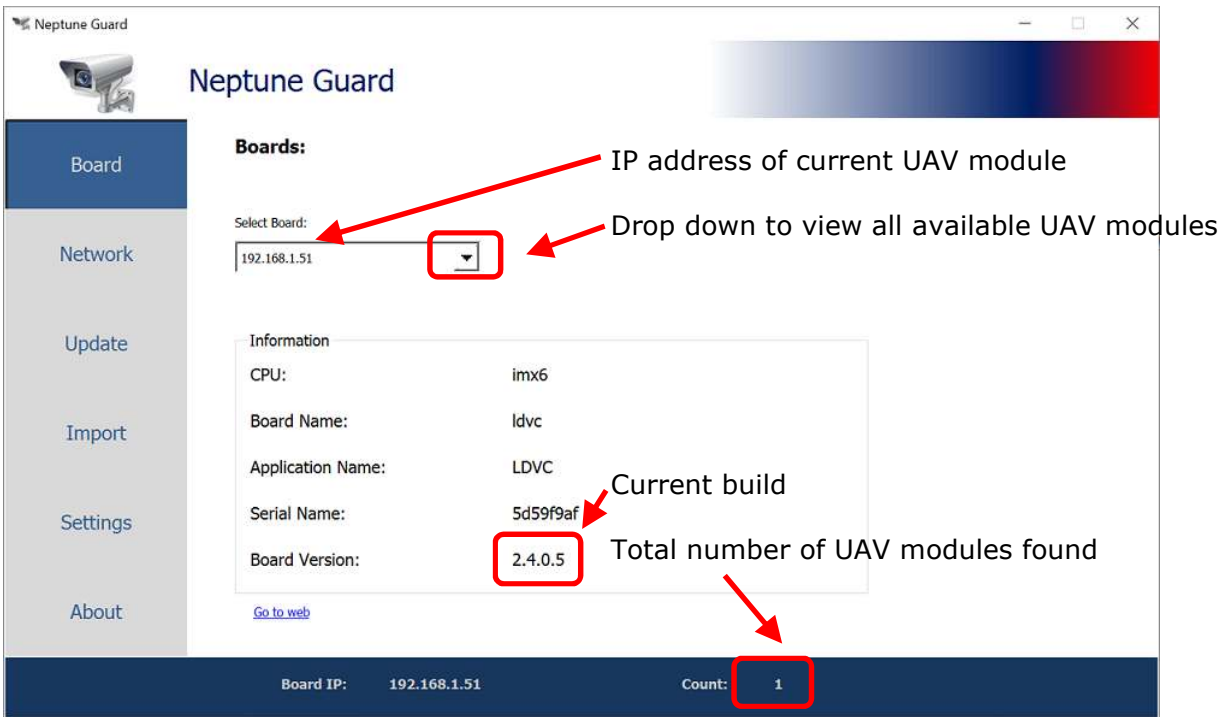 Neptune Guard
Neptune Guard
Board
Network
Update
Import
Settings
About
Boards:
IP address of current UAV module
Select Board:
Drop down to view all available UAV modules
192.168.1.51
Information
CPU: imx6
Board Name: ldvc
Application Name: LDVC
Current build
Serial Name: 5d59f9af
Total number of UAV modules found
Board Version: 2.4.0.5
Go to web
Board IP: 192.168.1.51 Count: 1